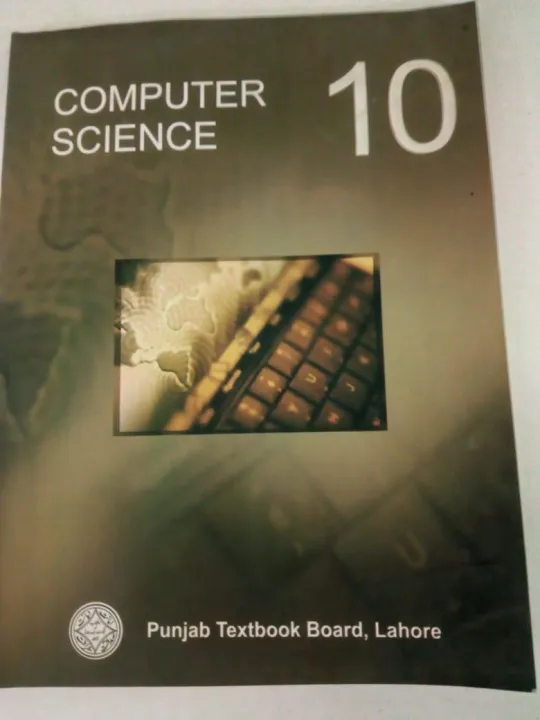 COMPUTER
SCIENCE
10
Punjab Textbook Board, Lahore